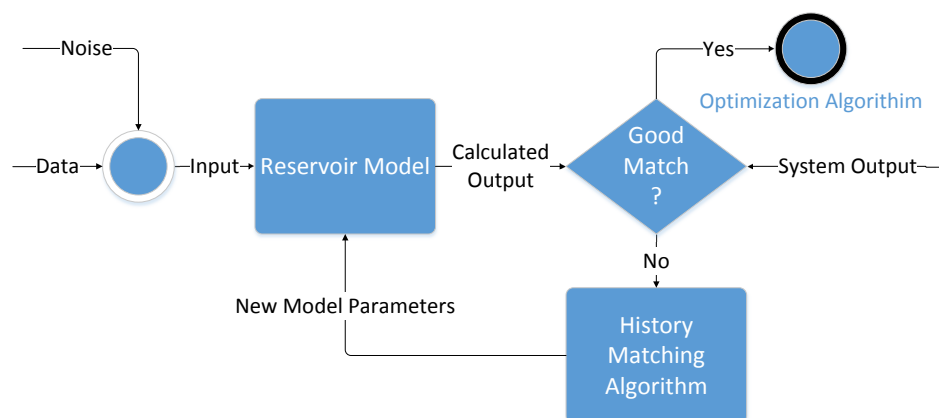 Noise
Yes
Optimization Algorithim
Data
Input
Reservoir Model
Calculated
Output
Good
Match
?
System Output
No
New Model Parameters
History
Matching
Algorithm